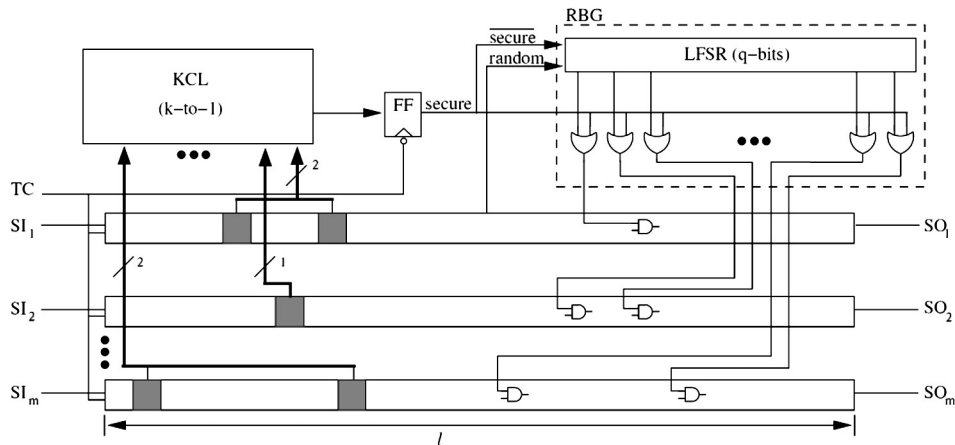 RBG
secure
random
LFSR (q-bits)
KCL
(k-to-1)
FF
secure
2
TC
SI1
SO1
2
1
SI2
SO2
SIm
SOm
l